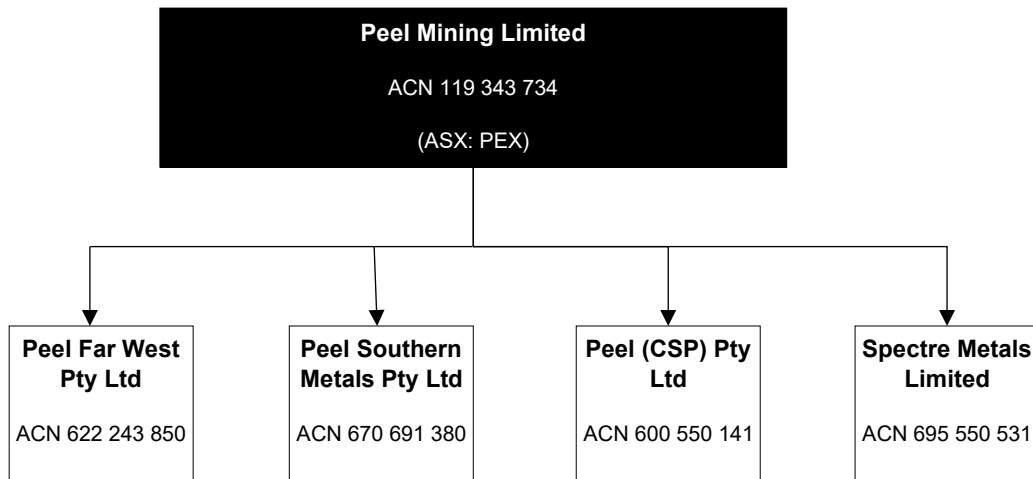 Peel Mining Limited
ACN 119 343 734
(ASX: PEX)
Peel Far West
Pty Ltd
ACN 622 243 850
Peel Southern
Metals Pty Ltd
ACN 670 691 380
Peel (CSP) Pty
Ltd
ACN 600 550 141
Spectre Metals
Limited
ACN 695 550 531